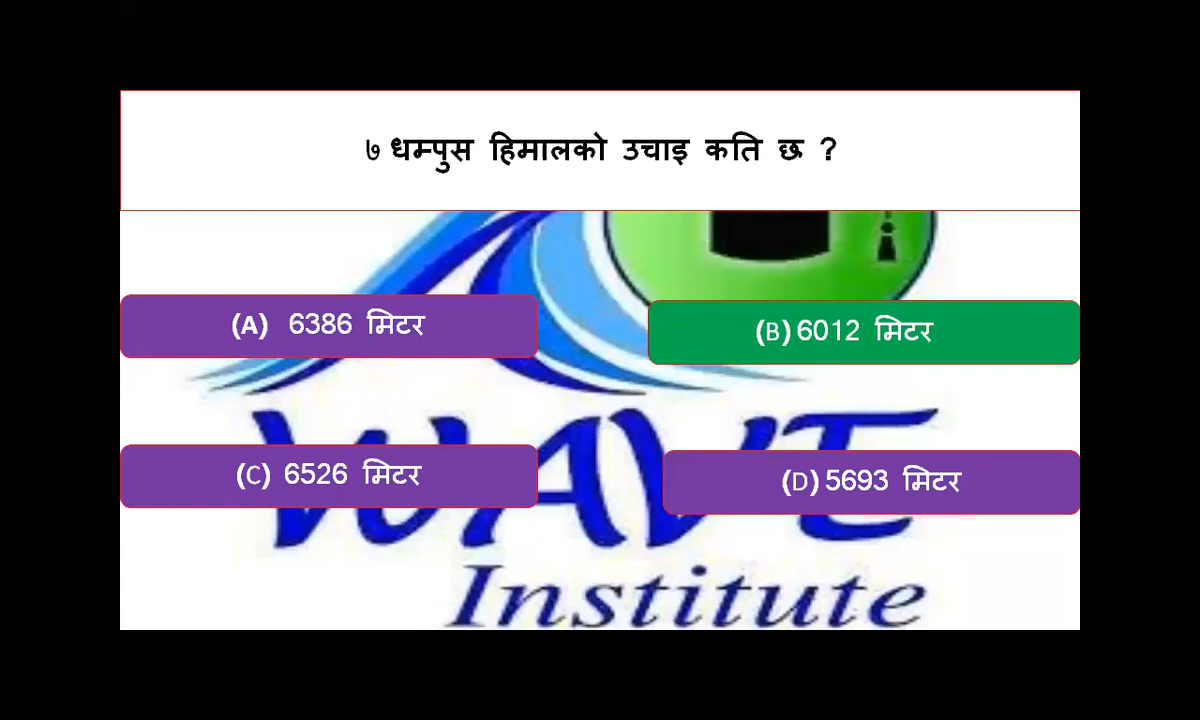 ७ धम्पुस हिमालको उचाइ कति छ ?
(A) 6386 मिटर
(B) 6012 मिटर
(C) 6526 मिटर
(D) 5693 मिटर
WAVE
Institute